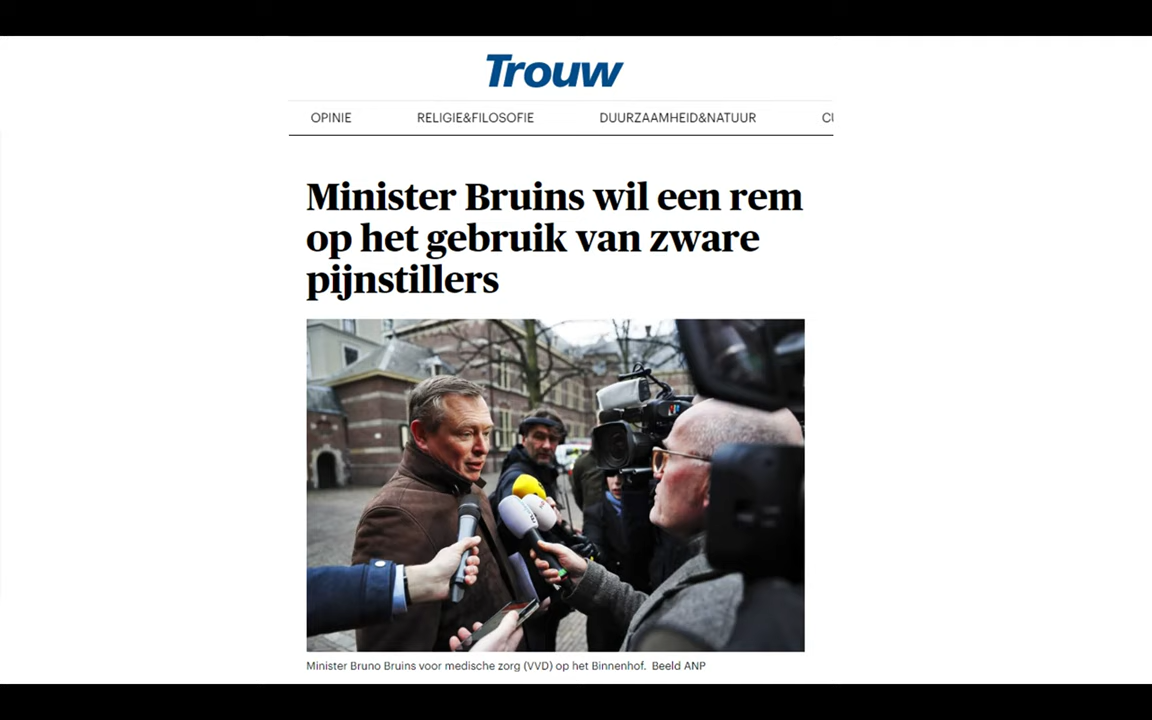 Trouw
OPINIE RELIGIE&FILOSOFIE DUURZAAMHEID&NATUUR
Minister Bruins wil een rem
op het gebruik van zware
pijnstillers
Minister Bruno Bruins voor medische zorg (VVD) op het Binnenhof. Beeld ANP